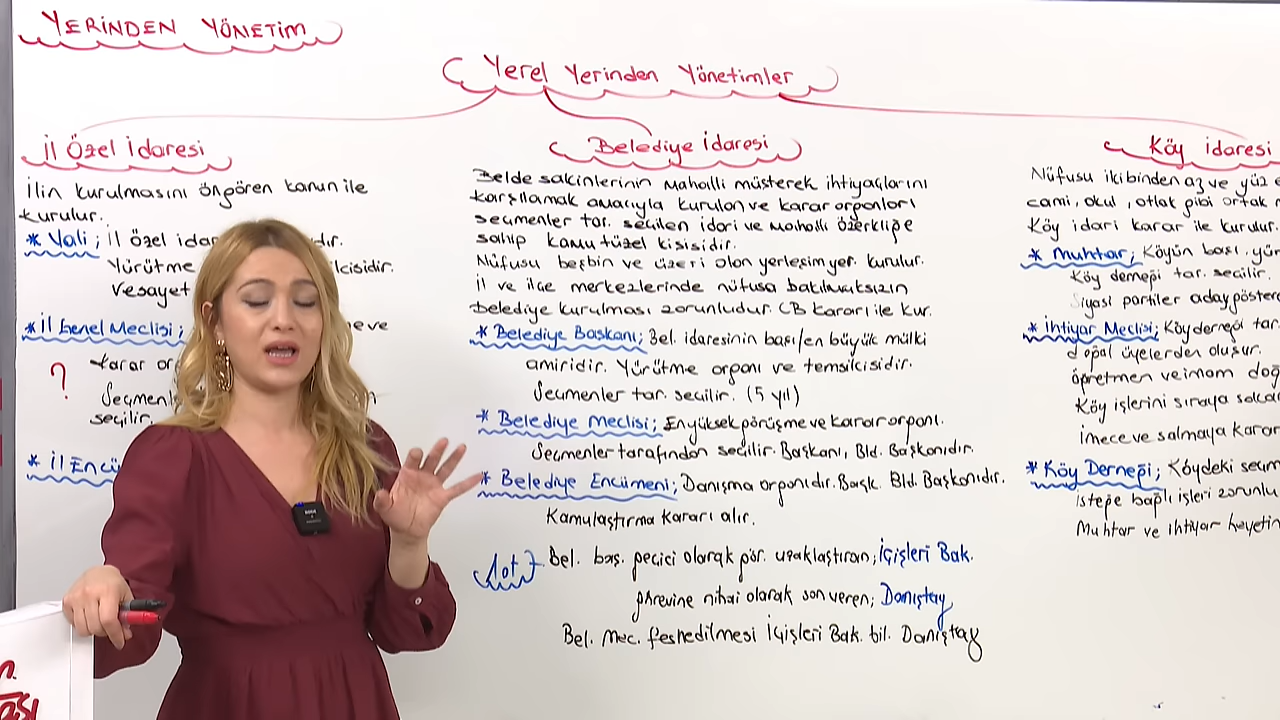 YERİNDEN YÖNETİM
Yerel Yerinden Yönetimler
İl Özel İdaresi
İlin kurulmasını öngören kanun ile
kurulur.
* Vali; İl özel idar
Yürütme
ilcisidir.
vesayet
* İl Genel Meclisi;
Karar or
?
Seçmenl
seçilir.
* İl Encü
Belediye İdaresi
Belde sakinlerinin mahalli müşterek ihtiyaçlarını
karşılamak amacıyla kurulan ve karar organları
seçmenler tar. seçilen idari ve mahalli özerkliğe
sahip kamu tüzel kişisidir.
Nüfusu beşbin ve üzeri olan yerleşim yer. kurulur.
İl ve ilçe merkezlerinde nüfusa bakılmaksızın
belediye kurulması zorunludur. CB kararı ile kur.
* Belediye Başkanı; Bel. idaresinin başı/en büyük mülki
amiridir. Yürütme organı ve temsilcisidir.
Seçmenler tar. seçilir. (5 yıl)
* Belediye Meclisi; En yüksek görüşme ve karar organı.
Seçmenler tarafından seçilir. Başkanı, Bld. Başkanıdır.
* Belediye Encümeni; Danışma organıdır. Başk. Bld. Başkanıdır.
Kamulaştırma kararı alır.
Not Bel. baş. geçici olarak gör. uzaklaştıran; İçişleri Bak.
görevine nihai olarak son veren; Danıştay
Bel. Mec. feshedilmesi İçişleri Bak. bil. Danıştay
Köy İdaresi
Nüfusu ikibinden az ve yüz e
cami, okul, otlak gibi ortak m
Köy idari karar ile kurulur.
* Muhtar; Köyün başı, yür
Köy derneği tar. seçilir.
Siyasi partiler aday göster
* İhtiyar Meclisi; Köy derneği tar.
doğal üyelerden oluşur.
öğretmen ve imam doğ
Köy işlerini sıraya sokar
İmece ve salmaya karar
* Köy Derneği; Köydeki seçm
isteğe bağlı işleri zorunlu
Muhtar ve ihtiyar heyetin